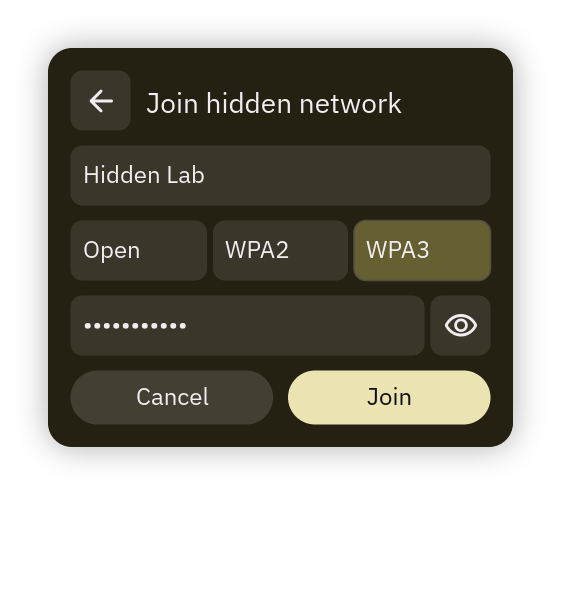 Join hidden network
Hidden Lab
Open WPA2 WPA3
•••••••••••
Cancel Join